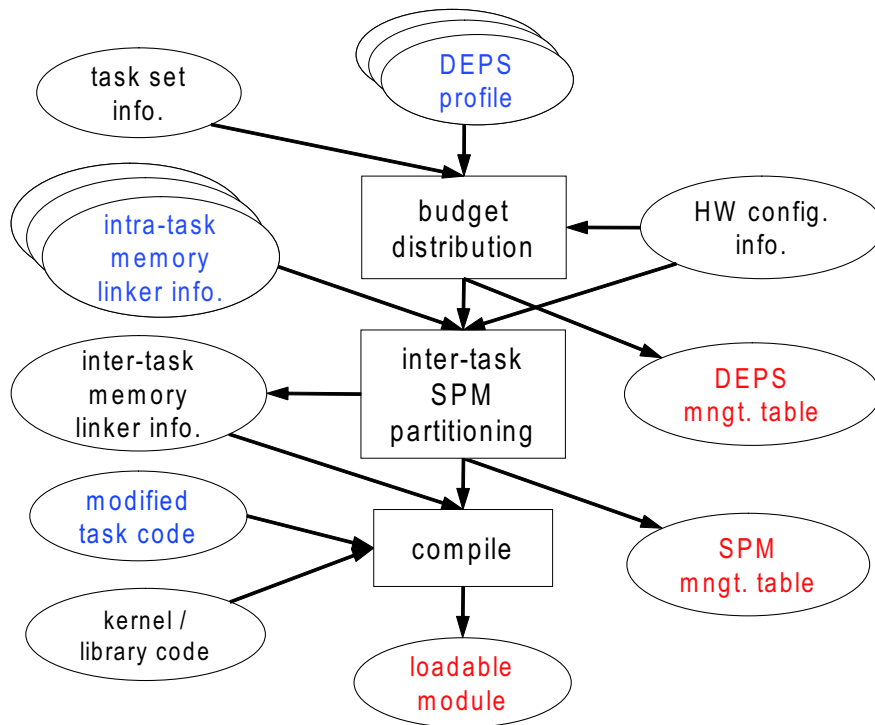 task set
info.
DEPS
profile
intra-task
memory
linker info.
budget
distribution
HW config.
info.
inter-task
memory
linker info.
inter-task
SPM
partitioning
DEPS
mngt. table
modified
task code
compile
SPM
mngt. table
kernel /
library code
loadable
module